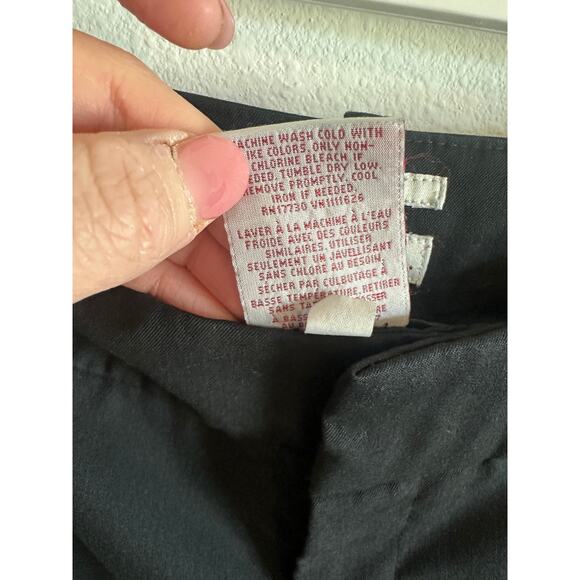 MACHINE WASH COLD WITH
LIKE COLORS. ONLY NON-
CHLORINE BLEACH IF
NEEDED. TUMBLE DRY LOW.
REMOVE PROMPTLY. COOL
IRON IF NEEDED.
RN17730 VN1111626
LAVER À LA MACHINE À L'EAU
FROIDE AVEC DES COULEURS
SIMILAIRES. UTILISER
SEULEMENT UN JAVELLISANT
SANS CHLORE AU BESOIN.
SÉCHER PAR CULBUTAGE À
BASSE TEMPÉRATURE. RETIRER
SANS
À
AU